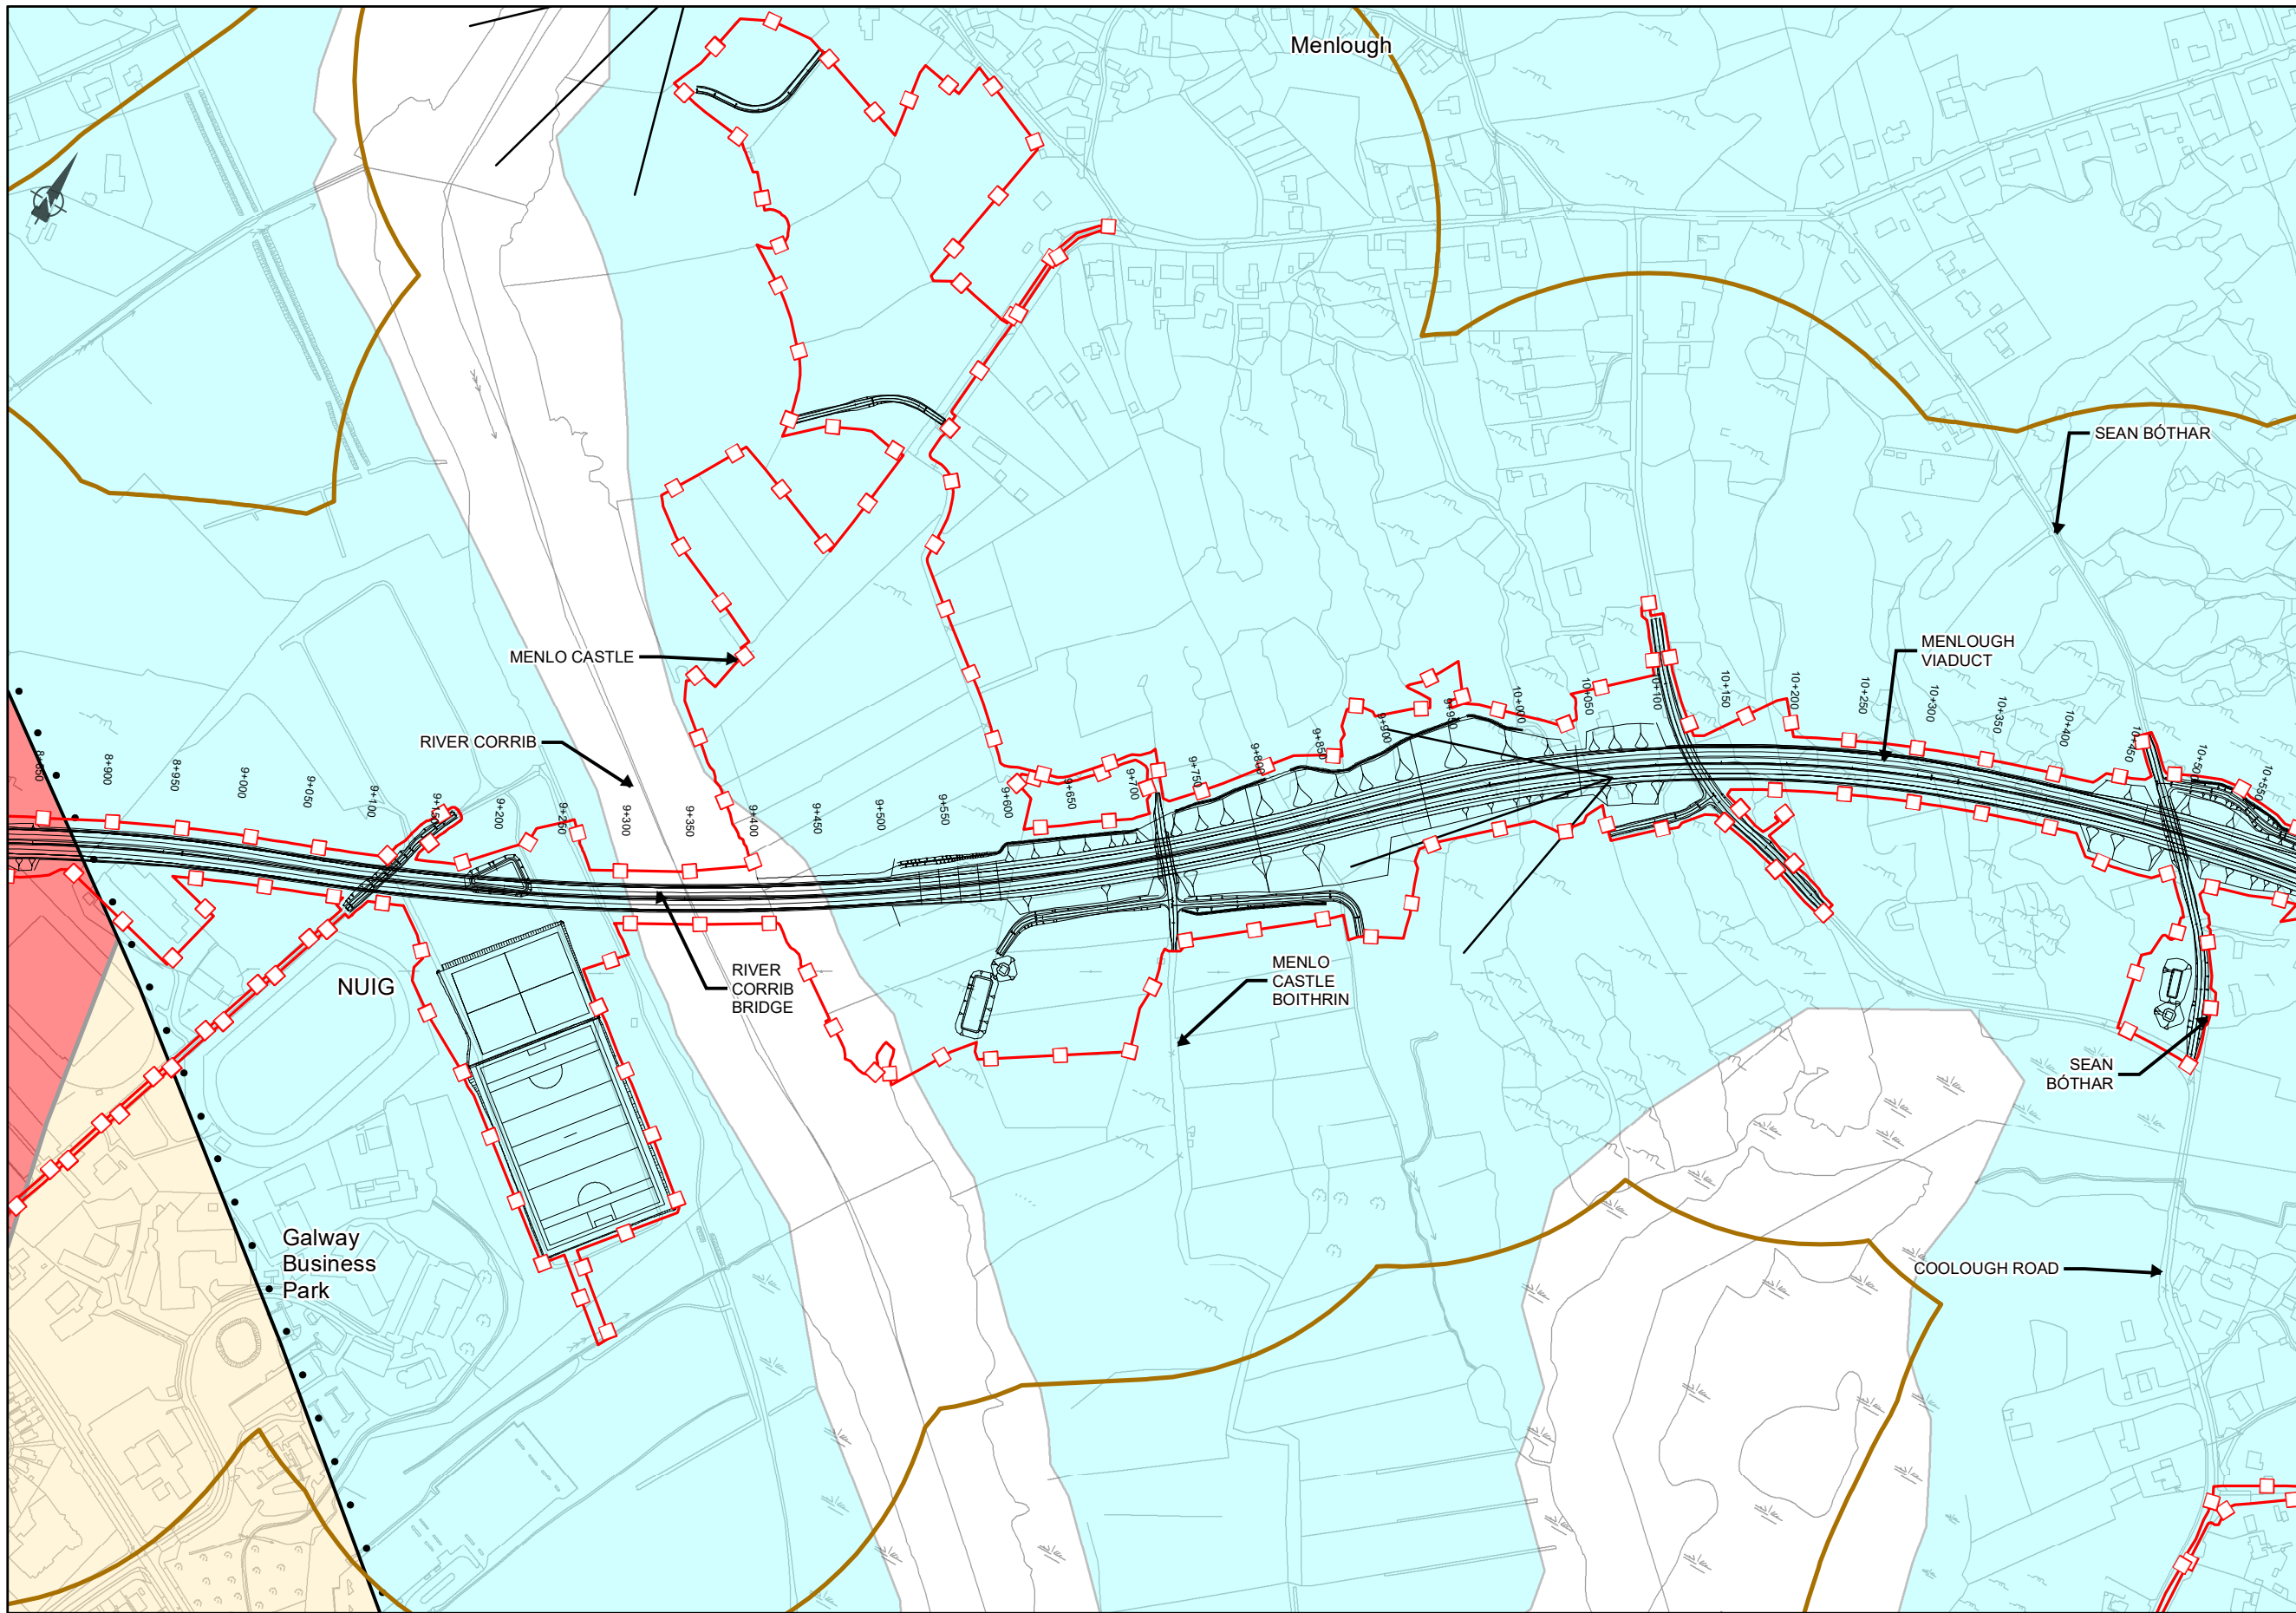 Menlough
SEAN BÓTHAR
MENLO CASTLE
MENLOUGH
VIADUCT
RIVER CORRIB
8+850
8+900
8+950
9+000
9+050
9+100
9+150
9+200
9+250
9+300
9+350
9+400
9+450
9+500
9+550
9+600
9+650
9+700
9+750
9+800
9+850
9+900
9+950
10+000
10+050
10+100
10+150
10+200
10+250
10+300
10+350
10+400
10+450
10+500
10+550
NUIG
RIVER
CORRIB
BRIDGE
MENLO
CASTLE
BOITHRIN
SEAN
BÓTHAR
Galway
Business
Park
COOLOUGH ROAD